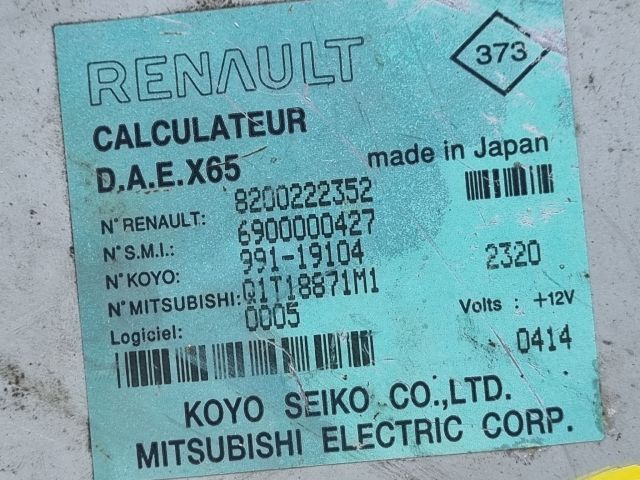 RENAULT
373
CALCULATEUR
D.A.E.X65
made in Japan
N° RENAULT: 8200222352
N° S.M.I.: 6900000427
N° KOYO: 991-19104
2320
N° MITSUBISHI: Q1T18871M1
Logiciel: 0005
Volts : +12V
0414
KOYO SEIKO CO.,LTD.
MITSUBISHI ELECTRIC CORP.